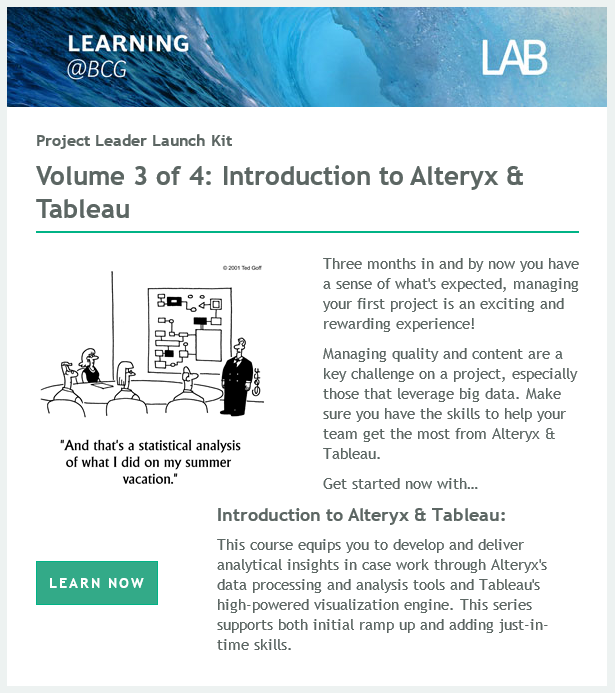 LEARNING
@BCG
LAB
Project Leader Launch Kit
Volume 3 of 4: Introduction to Alteryx &
Tableau
© 2001 Ted Goff
"And that's a statistical analysis
of what I did on my summer
vacation."
Three months in and by now you have
a sense of what's expected, managing
your first project is an exciting and
rewarding experience!
Managing quality and content are a
key challenge on a project, especially
those that leverage big data. Make
sure you have the skills to help your
team get the most from Alteryx &
Tableau.
Get started now with…
Introduction to Alteryx & Tableau:
This course equips you to develop and deliver
analytical insights in case work through Alteryx's
data processing and analysis tools and Tableau's
high-powered visualization engine. This series
supports both initial ramp up and adding just-in-
time skills.
LEARN NOW